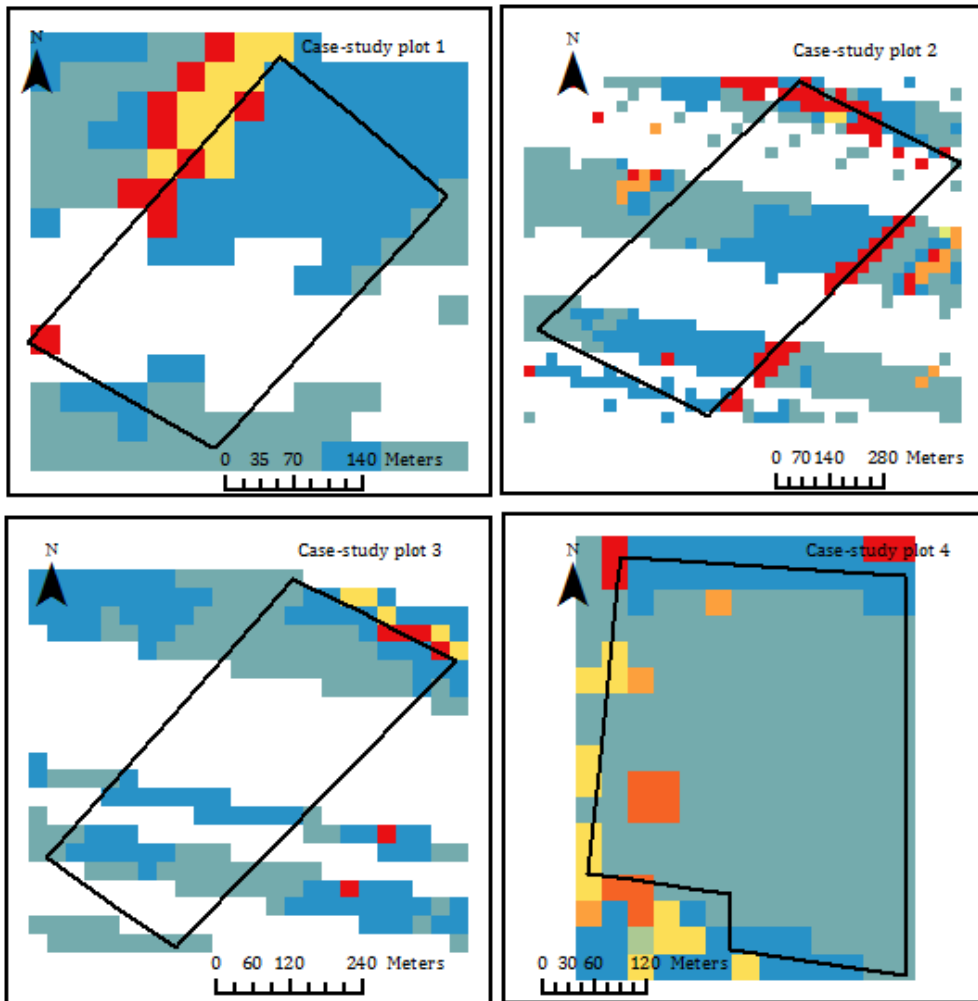 N
Case-study plot 1
0 35 70 140 Meters
N
Case-study plot 2
0 70 140 280 Meters
N
Case-study plot 3
0 60 120 240 Meters
N
Case-study plot 4
0 30 60 120 Meters